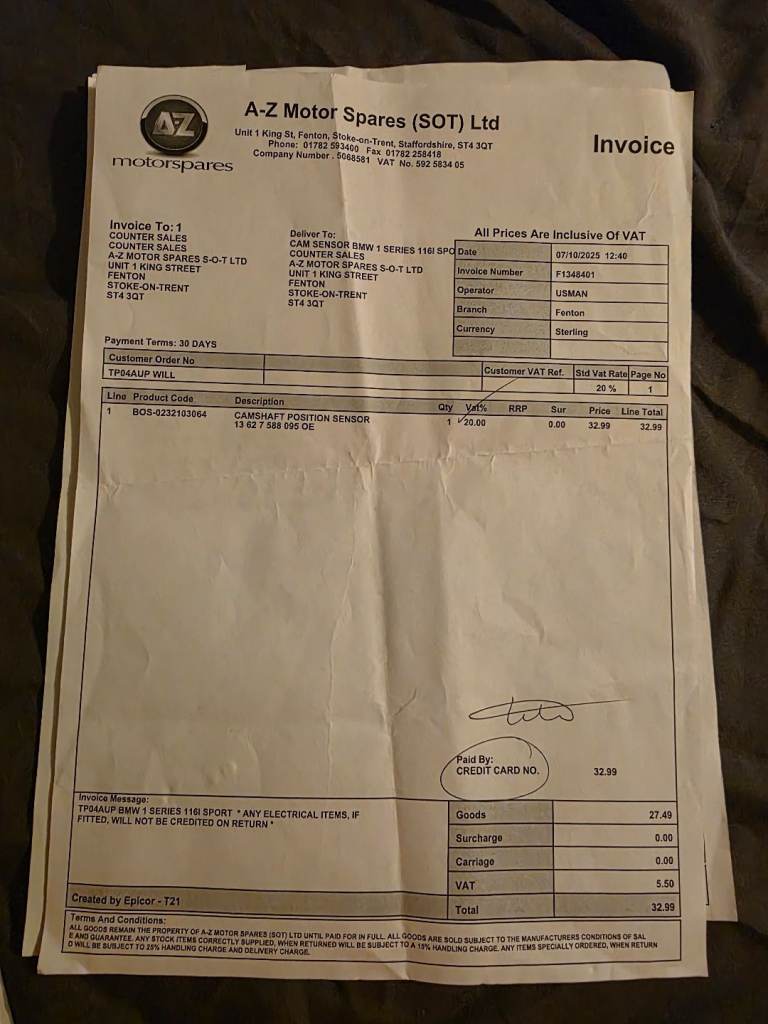 A-Z
motorspares
A-Z Motor Spares (SOT) Ltd
Unit 1 King St, Fenton, Stoke-on-Trent, Staffordshire, ST4 3QT
Phone: 01782 593400 Fax 01782 258418
Company Number . 5068581 VAT No. 592 5834 05
Invoice
Invoice To: 1
COUNTER SALES
COUNTER SALES
A-Z MOTOR SPARES S-O-T LTD
UNIT 1 KING STREET
FENTON
STOKE-ON-TRENT
ST4 3QT
Deliver To:
CAM SENSOR BMW 1 SERIES 116I SPO
COUNTER SALES
A-Z MOTOR SPARES S-O-T LTD
UNIT 1 KING STREET
FENTON
STOKE-ON-TRENT
ST4 3QT
All Prices Are Inclusive Of VAT
Date 07/10/2025 12:40
Invoice Number F1348401
Operator USMAN
Branch Fenton
Currency Sterling
Payment Terms: 30 DAYS
Customer Order No Customer VAT Ref. Std Vat Rate Page No
TP04AUP WILL 20 % 1
Line Product Code Description Qty Vat% RRP Sur Price Line Total
1 BOS-0232103064 CAMSHAFT POSITION SENSOR 1 20.00 0.00 32.99 32.99
13 62 7 588 095 OE
Paid By:
CREDIT CARD NO. 32.99
Invoice Message:
TP04AUP BMW 1 SERIES 116I SPORT * ANY ELECTRICAL ITEMS, IF
FITTED, WILL NOT BE CREDITED ON RETURN *
Goods 27.49
Surcharge 0.00
Carriage 0.00
VAT 5.50
Total 32.99
Created by Epicor - T21
Terms And Conditions:
ALL GOODS REMAIN THE PROPERTY OF A-Z MOTOR SPARES (SOT) LTD UNTIL PAID FOR IN FULL. ALL GOODS ARE SOLD SUBJECT TO THE MANUFACTURERS CONDITIONS OF SAL
E AND GUARANTEE. ANY STOCK ITEMS CORRECTLY SUPPLIED, WHEN RETURNED WILL BE SUBJECT TO A 15% HANDLING CHARGE. ANY ITEMS SPECIALLY ORDERED, WHEN RETURN
D WILL BE SUBJECT TO 25% HANDLING CHARGE AND DELIVERY CHARGE.